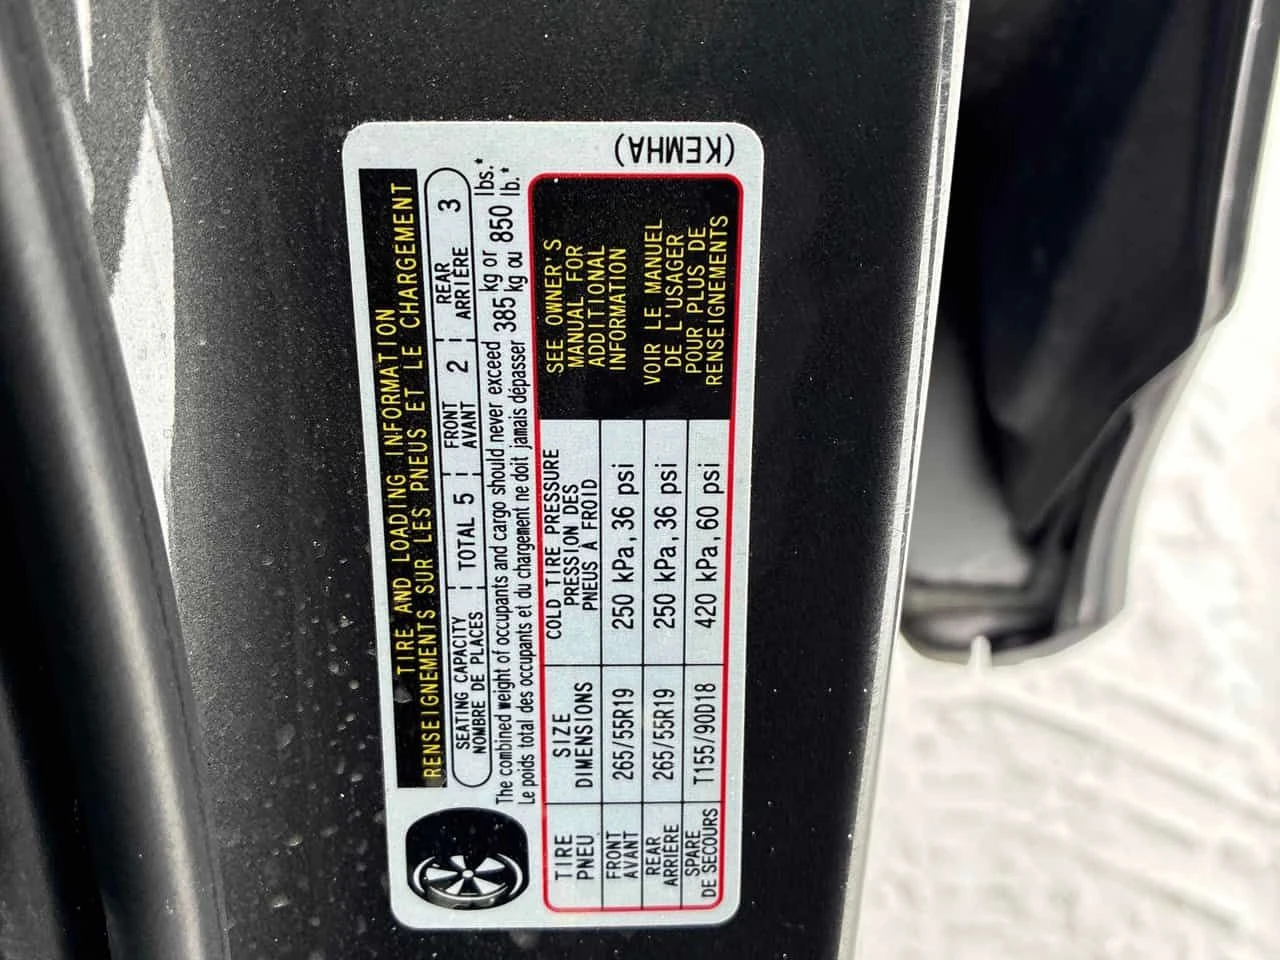 TIRE AND LOADING INFORMATION
RENSEIGNEMENTS SUR LES PNEUS ET LE CHARGEMENT
SEATING CAPACITY
NOMBRE DE PLACES
TOTAL 5
FRONT
AVANT
2
REAR
ARRIÈRE
3
The combined weight of occupants and cargo should never exceed 385 kg or 850 lbs.*
Le poids total des occupants et du chargement ne doit jamais dépasser 385 kg ou 850 lb.*
TIRE
PNEU
SIZE
DIMENSIONS
COLD TIRE PRESSURE
PRESSION DES
PNEUS À FROID
FRONT
AVANT
265/55R19
250 kPa, 36 psi
REAR
ARRIÈRE
265/55R19
250 kPa, 36 psi
SPARE
DE SECOURS
T155/90D18
420 kPa, 60 psi
SEE OWNER'S
MANUAL FOR
ADDITIONAL
INFORMATION
VOIR LE MANUEL
DE L'USAGER
POUR PLUS DE
RENSEIGNEMENTS
(KEMHA)